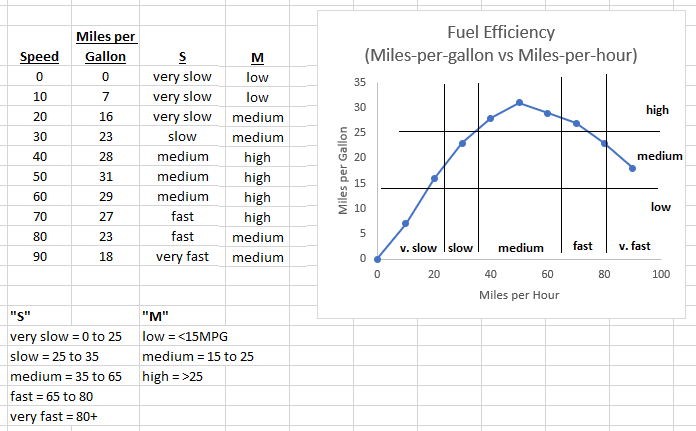 Miles per
Speed Gallon S M
0 0 very slow low
10 7 very slow low
20 16 very slow medium
30 23 slow medium
40 28 medium high
50 31 medium high
60 29 medium high
70 27 fast high
80 23 fast medium
90 18 very fast medium
Fuel Efficiency
(Miles-per-gallon vs Miles-per-hour)
35
30
25
20
15
10
5
0
Miles per Gallon
high
medium
low
v. slow slow medium fast v. fast
0 20 40 60 80 100
Miles per Hour
"S" "M"
very slow = 0 to 25 low = <15MPG
slow = 25 to 35 medium = 15 to 25
medium = 35 to 65 high = >25
fast = 65 to 80
very fast = 80+